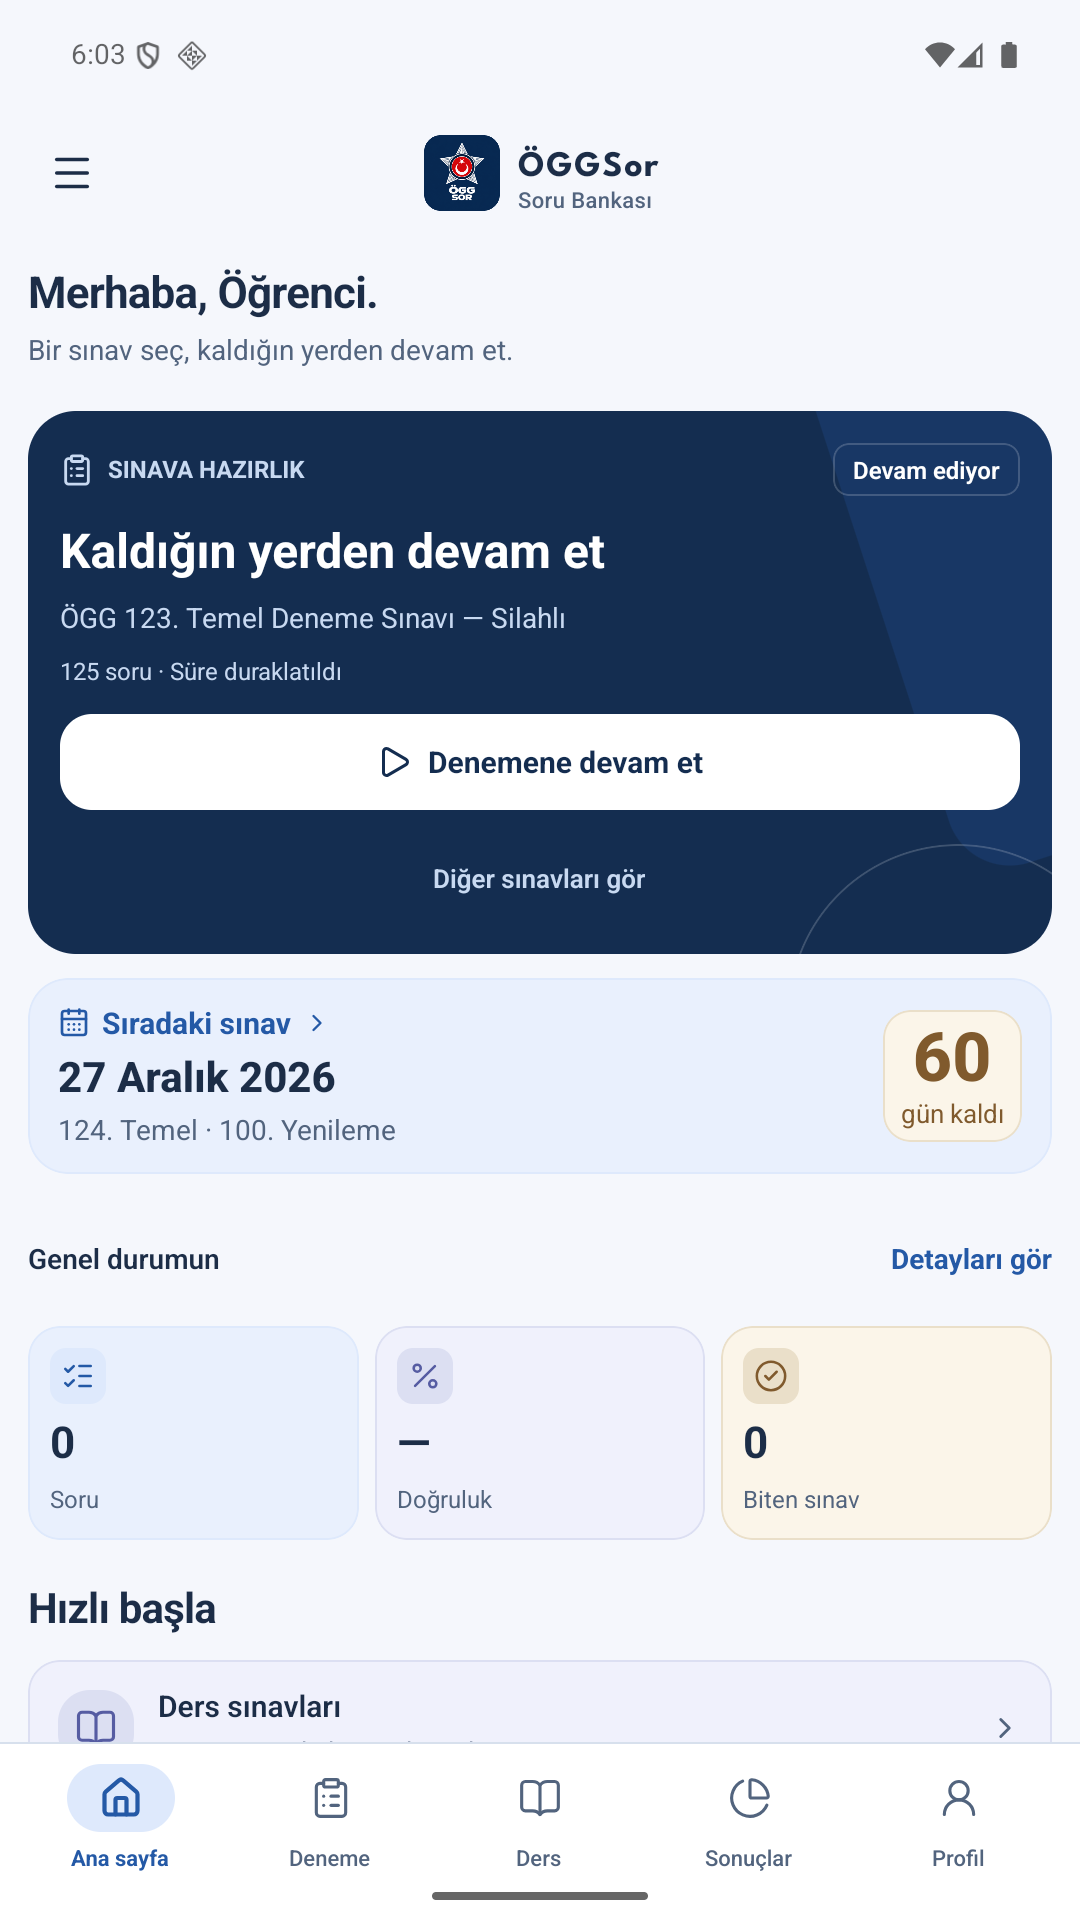 6:03
ÖGG
SOR
ÖGGSor
Soru Bankası
Merhaba, Öğrenci.
Bir sınav seç, kaldığın yerden devam et.
SINAVA HAZIRLIK
Devam ediyor
Kaldığın yerden devam et
ÖGG 123. Temel Deneme Sınavı — Silahlı
125 soru · Süre duraklatıldı
Denemene devam et
Diğer sınavları gör
Sıradaki sınav
27 Aralık 2026
124. Temel · 100. Yenileme
60
gün kaldı
Genel durumun
Detayları gör
0
Soru
—
Doğruluk
0
Biten sınav
Hızlı başla
Ders sınavları
Ana sayfa
Deneme
Ders
Sonuçlar
Profil